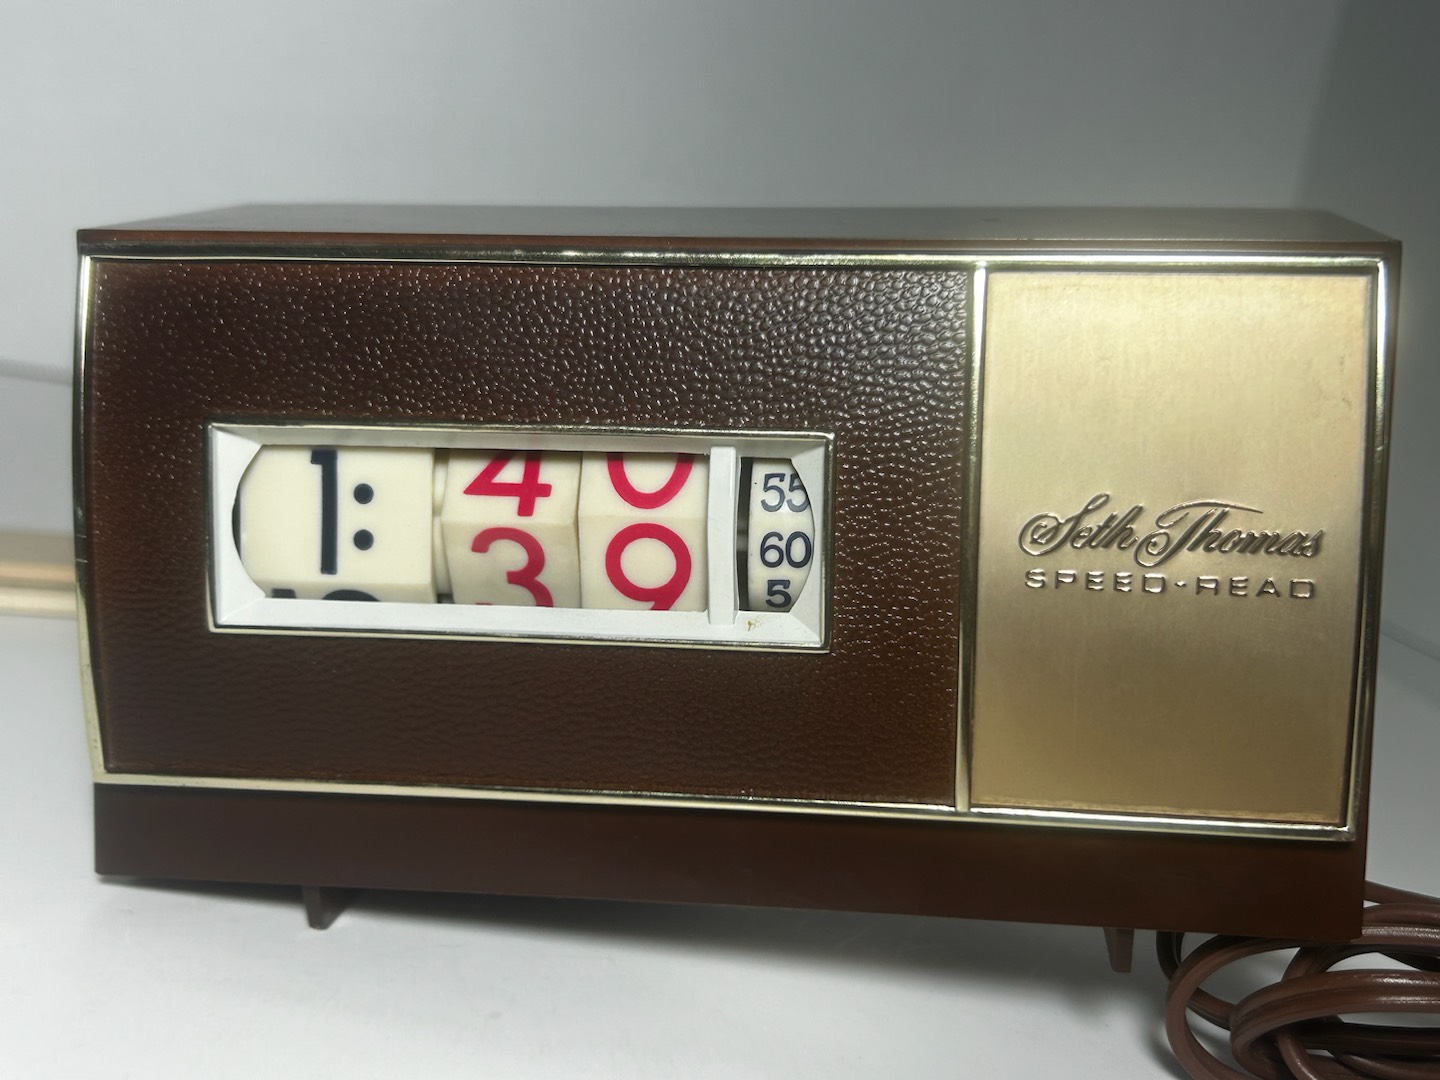 1: 4 0 55
3 9 60
5
Seth Thomas
SPEED-READ